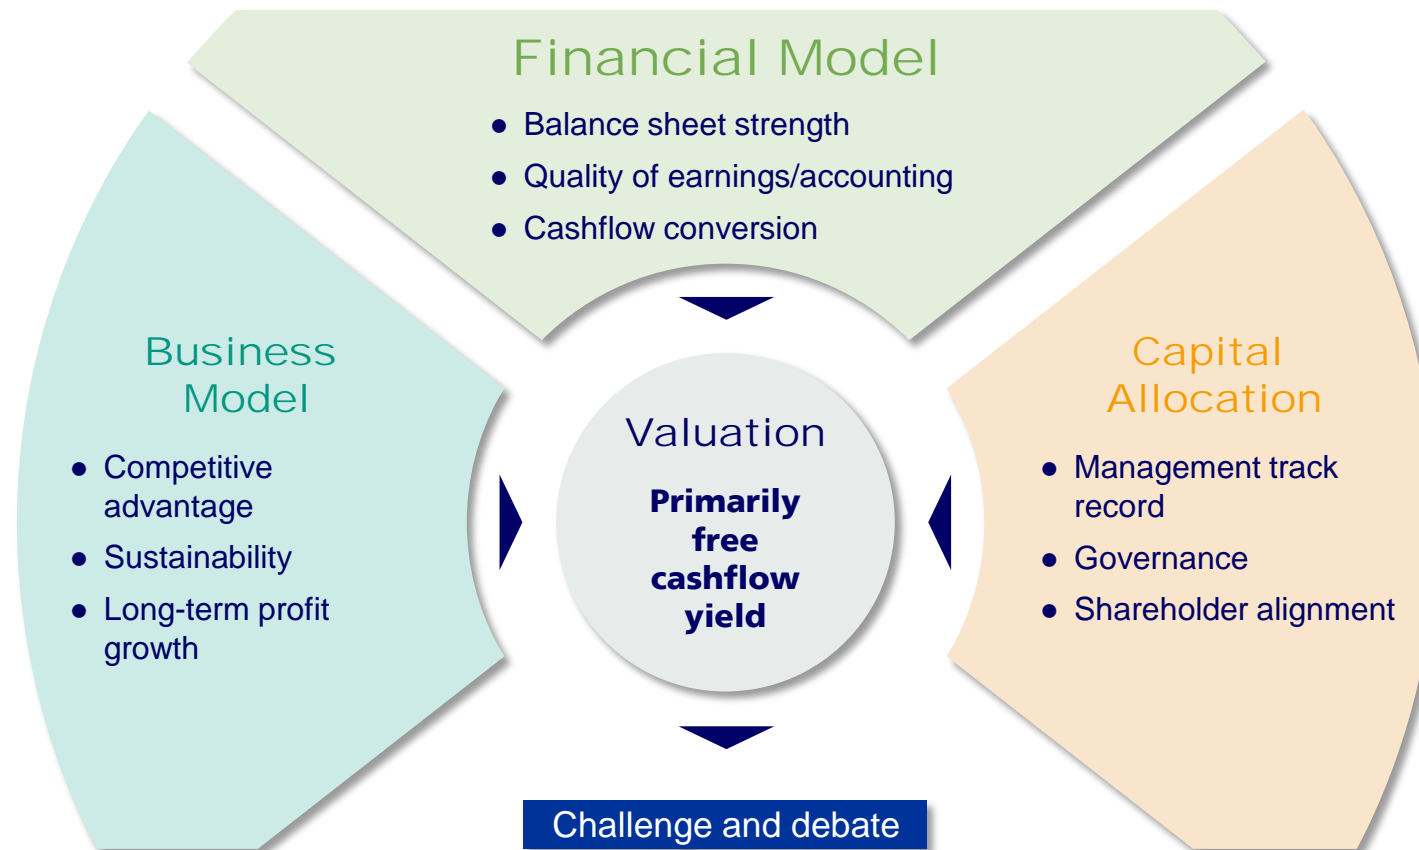 Financial Model
● Balance sheet strength
● Quality of earnings/accounting
● Cashflow conversion
Business
Model
● Competitive
advantage
● Sustainability
● Long-term profit
growth
Valuation
Primarily
free
cashflow
yield
Capital
Allocation
● Management track
record
● Governance
● Shareholder alignment
Challenge and debate